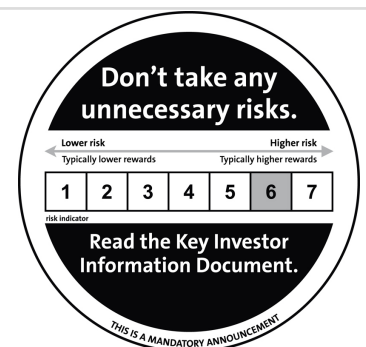 Don't take any
unnecessary risks.
Lower risk Higher risk
Typically lower rewards Typically higher rewards
1 2 3 4 5 6 7
risk indicator
Read the Key Investor
Information Document.
THIS IS A MANDATORY ANNOUNCEMENT